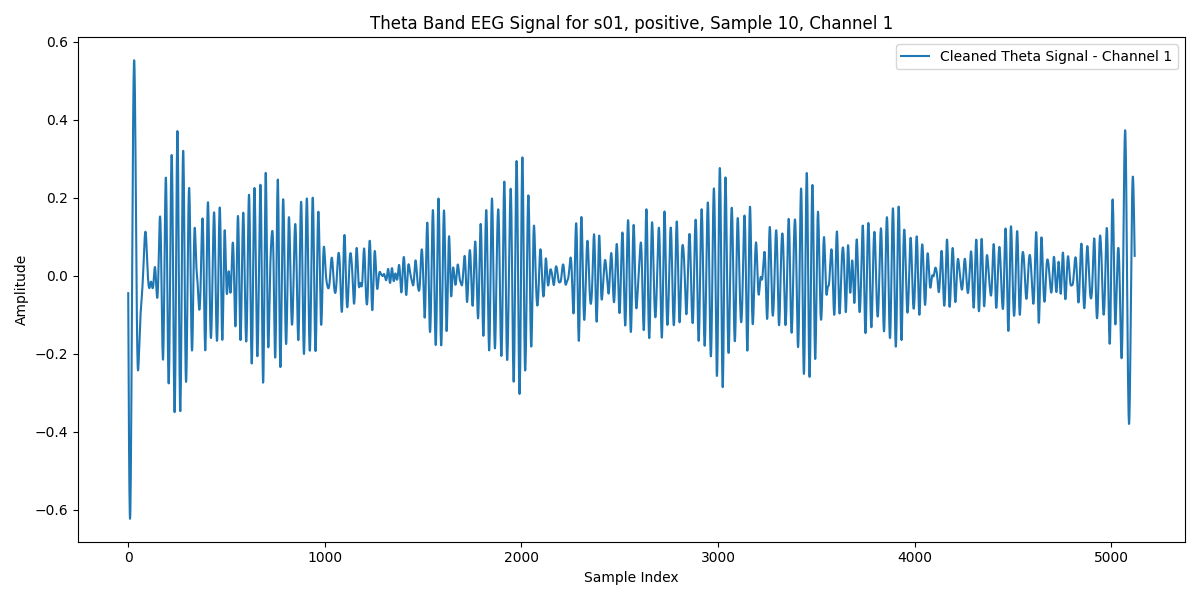 Theta Band EEG Signal for s01, positive, Sample 10, Channel 1
Cleaned Theta Signal - Channel 1
Amplitude
0.6
0.4
0.2
0.0
−0.2
−0.4
−0.6
0 1000 2000 3000 4000 5000
Sample Index